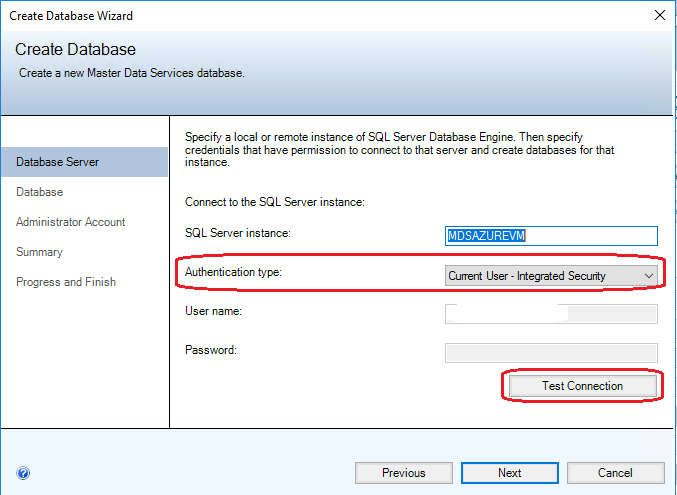 Create Database Wizard
Create Database
Create a new Master Data Services database.
Database Server
Database
Administrator Account
Summary
Progress and Finish
Specify a local or remote instance of SQL Server Database Engine. Then specify
credentials that have permission to connect to that server and create databases for that
instance.
Connect to the SQL Server instance:
SQL Server instance:
MDSAZUREVM
Authentication type:
Current User - Integrated Security
User name:
Password:
Test Connection
?
Previous
Next
Cancel